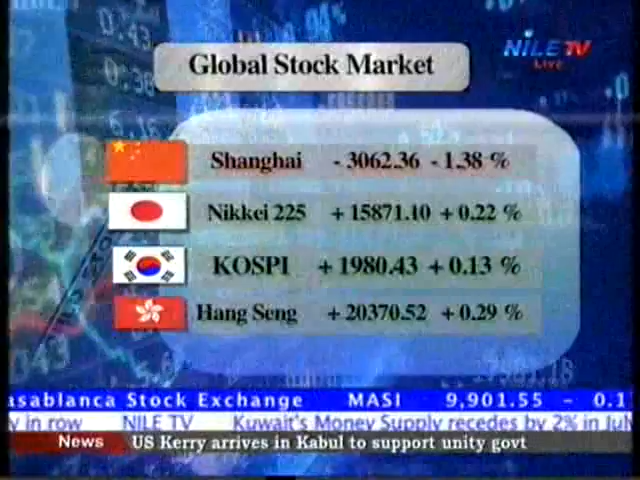 Global Stock Market
NiLE TV
LIVE
Shanghai - 3062.36 - 1.38 %
Nikkei 225 + 15871.10 + 0.22 %
KOSPI + 1980.43 + 0.13 %
Hang Seng + 20370.52 + 0.29 %
asablanca Stock Exchange MASI 9,901.55 - 0.1
y in row NILE TV Kuwait's Money Supply recedes by 2% in July
News US Kerry arrives in Kabul to support unity govt